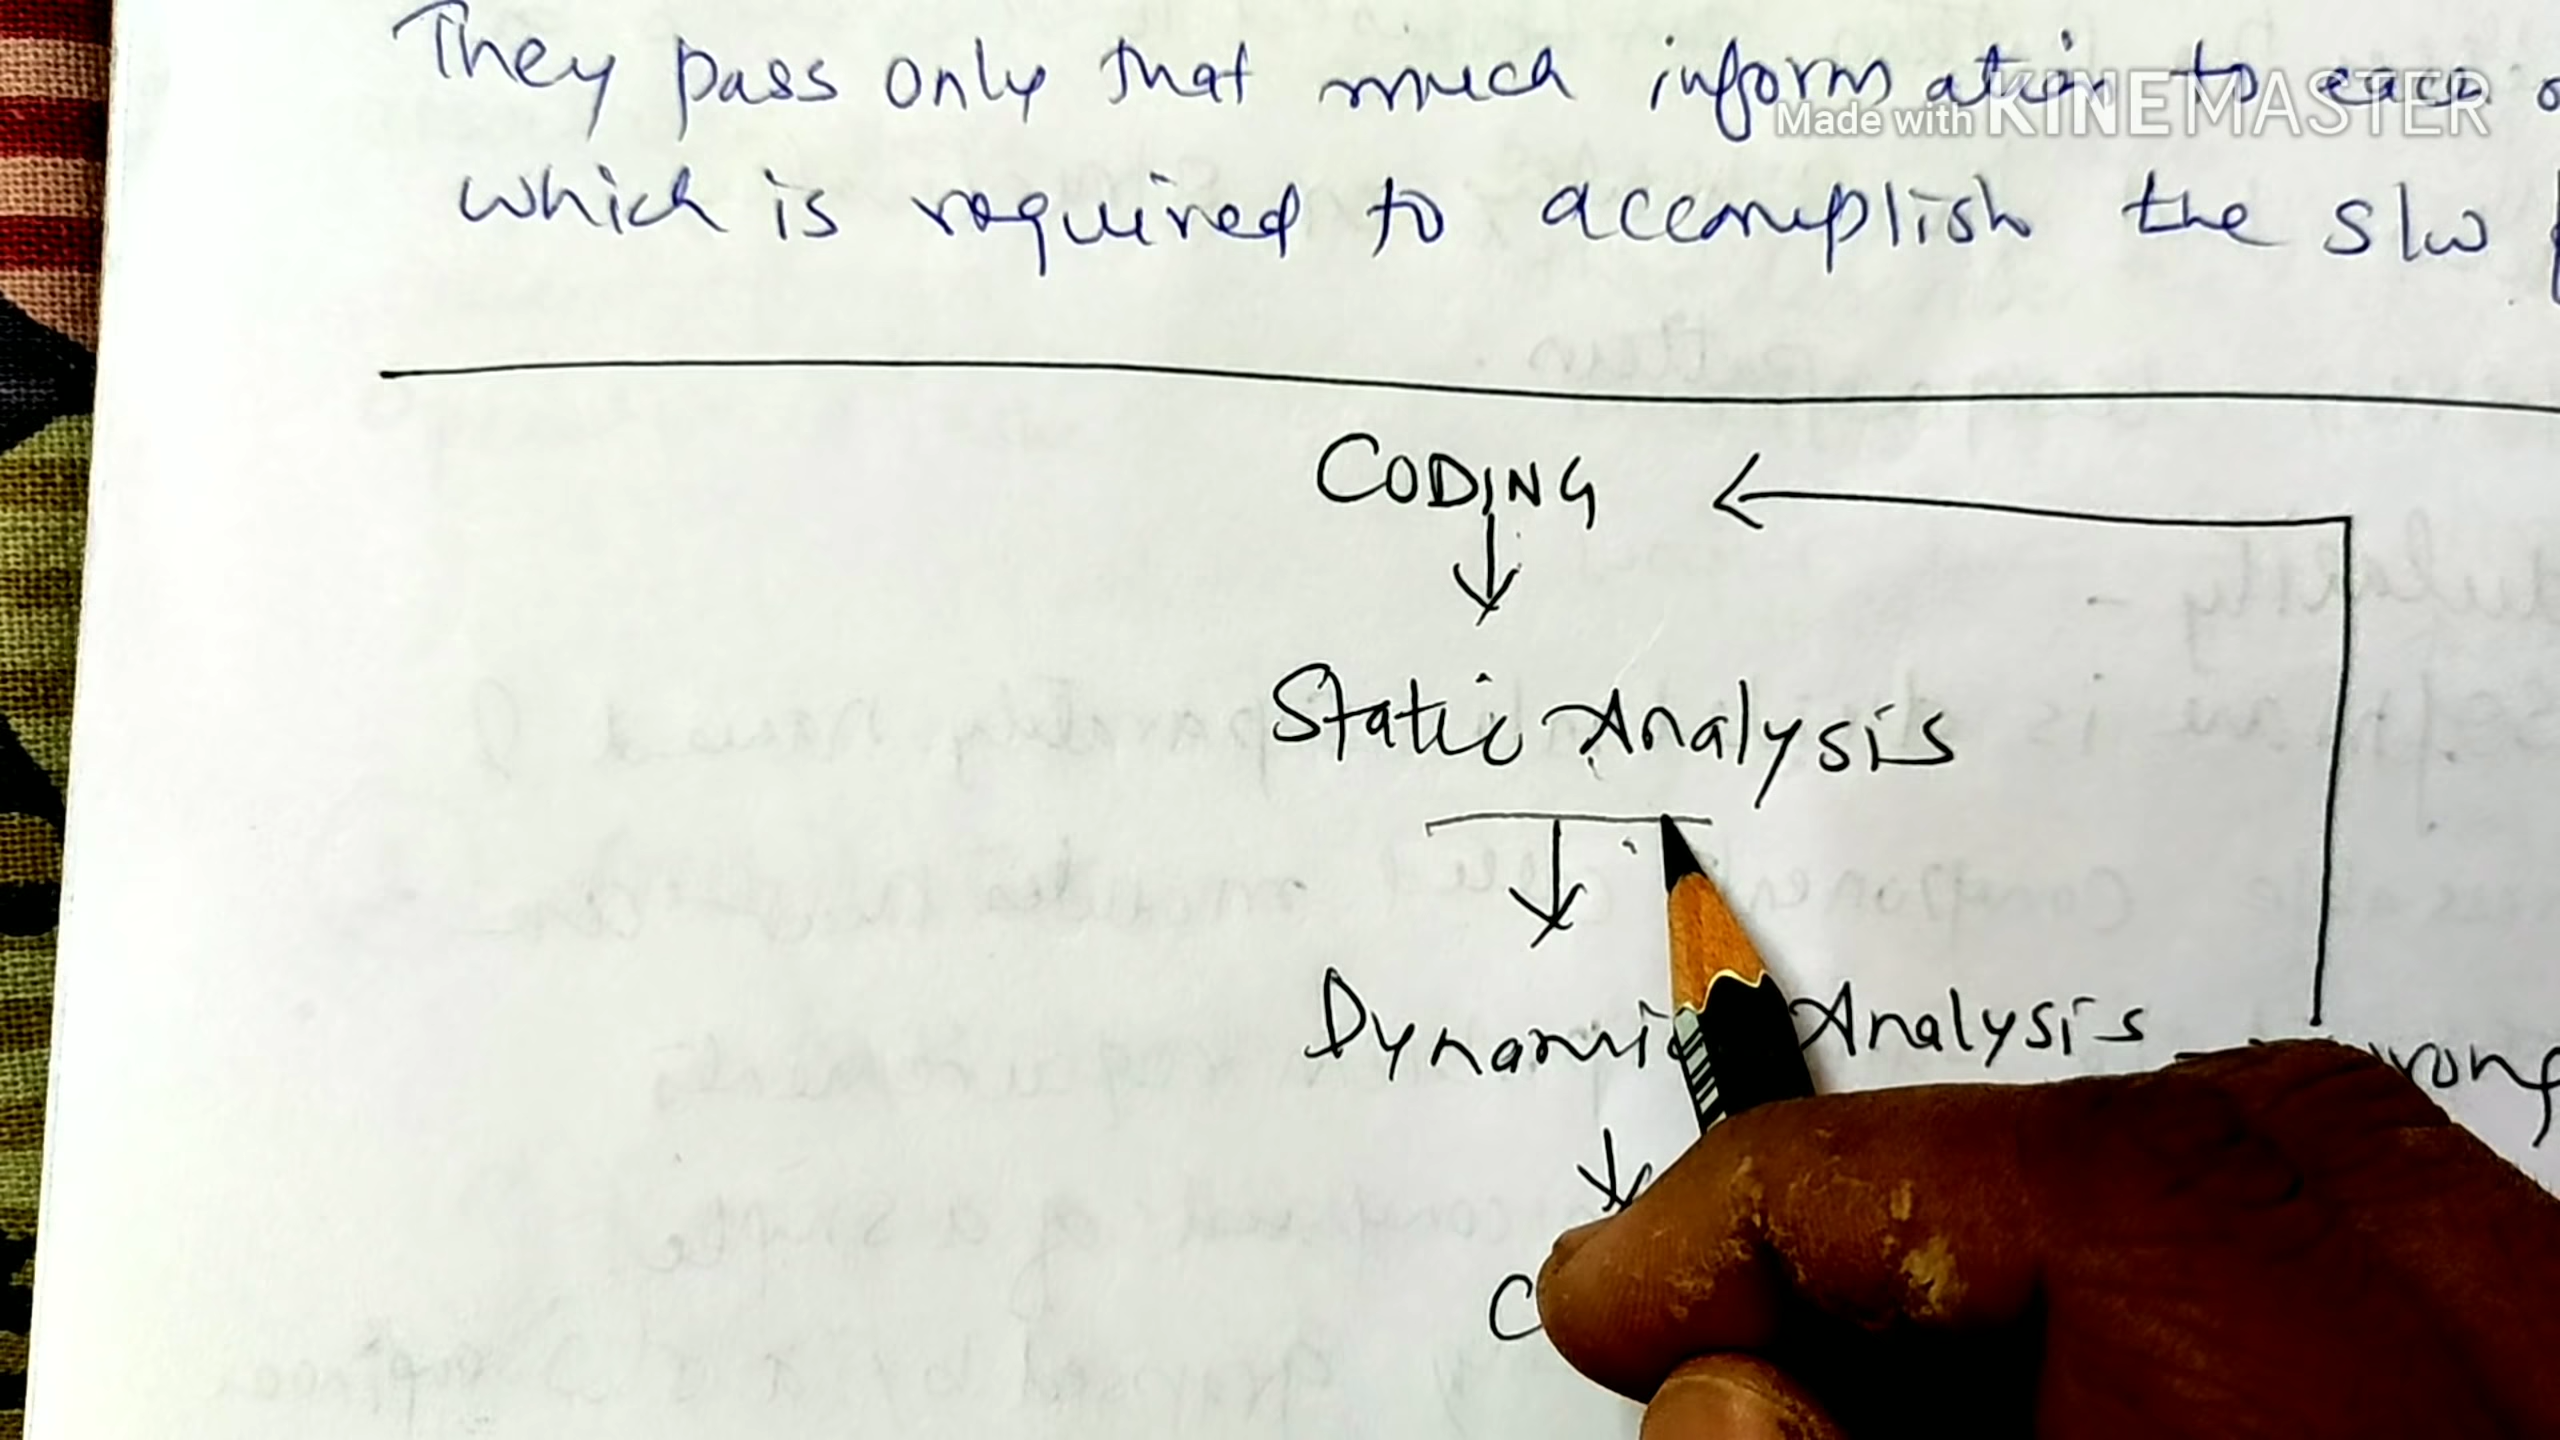 They pass only that much information to each
Made with KINEMASTER
which is required to accomplish the s/w
CODING
Static Analysis
Dynamic Analysis